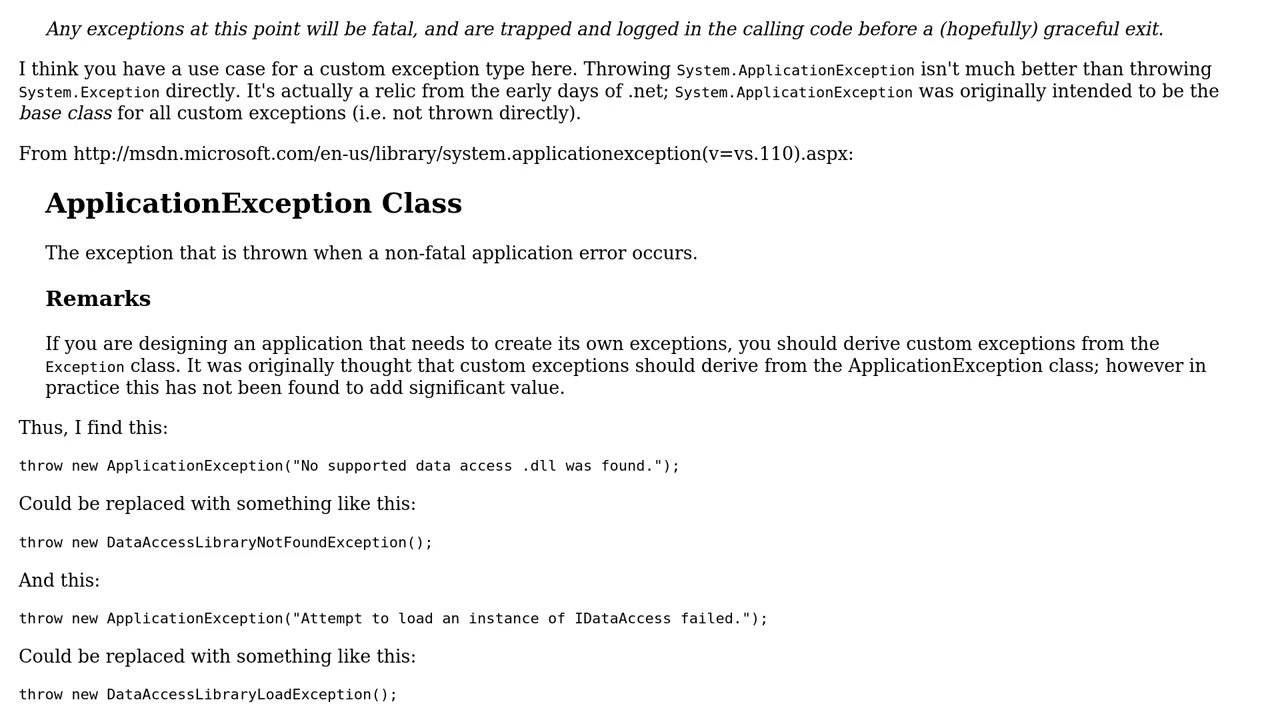 Any exceptions at this point will be fatal, and are trapped and logged in the calling code before a (hopefully) graceful exit.
I think you have a use case for a custom exception type here. Throwing System.ApplicationException isn't much better than throwing
System.Exception directly. It's actually a relic from the early days of .net; System.ApplicationException was originally intended to be the
base class for all custom exceptions (i.e. not thrown directly).
From http://msdn.microsoft.com/en-us/library/system.applicationexception(v=vs.110).aspx:
ApplicationException Class
The exception that is thrown when a non-fatal application error occurs.
Remarks
If you are designing an application that needs to create its own exceptions, you should derive custom exceptions from the
Exception class. It was originally thought that custom exceptions should derive from the ApplicationException class; however in
practice this has not been found to add significant value.
Thus, I find this:
throw new ApplicationException("No supported data access .dll was found.");
Could be replaced with something like this:
throw new DataAccessLibraryNotFoundException();
And this:
throw new ApplicationException("Attempt to load an instance of IDataAccess failed.");
Could be replaced with something like this:
throw new DataAccessLibraryLoadException();